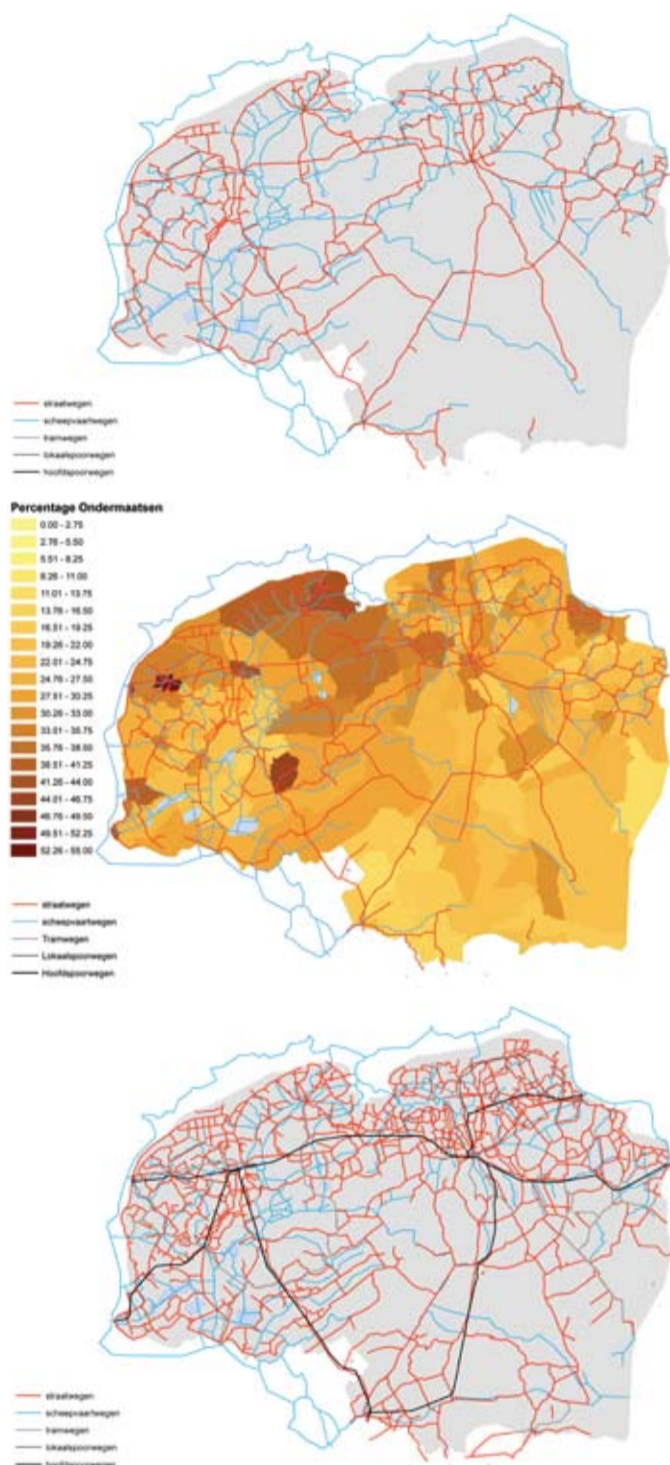 straatwegen
scheepvaartwegen
tramwegen
lokaalspoorwegen
hoofdspoorwegen
Percentage Ondermaatsen
0.00 - 2.75
2.76 - 5.50
5.51 - 8.25
8.26 - 11.00
11.01 - 13.75
13.76 - 16.50
16.51 - 19.25
19.26 - 22.00
22.01 - 24.75
24.76 - 27.50
27.51 - 30.25
30.26 - 33.00
33.01 - 35.75
35.76 - 38.50
38.51 - 41.25
41.26 - 44.00
44.01 - 46.75
46.76 - 49.50
49.51 - 52.25
52.26 - 55.00
straatwegen
scheepvaartwegen
Tramwegen
Lokaalspoorwegen
Hoofdspoorwegen
straatwegen
scheepvaartwegen
tramwegen
lokaalspoorwegen
hoofdspoorwegen